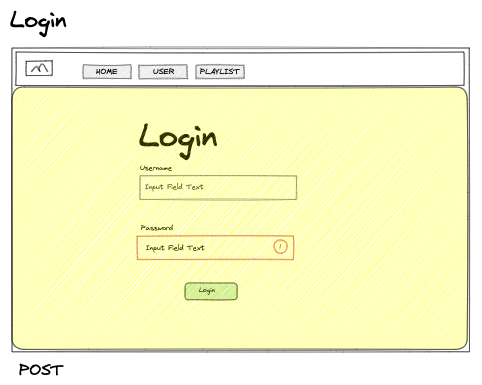 Login
HOME USER PLAYLIST
Login
Username
Input Field Text
Password
Input Field Text !
Login
POST